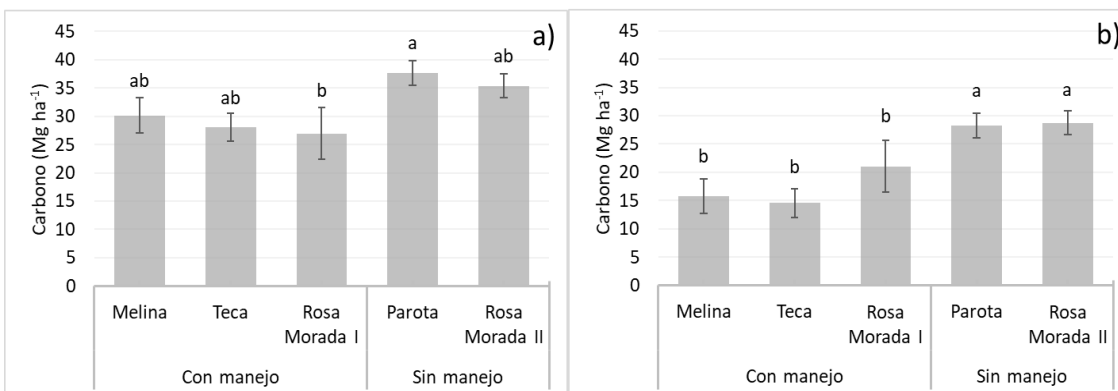 a)
Carbono (Mg ha⁻¹)
45
40
35
30
25
20
15
10
5
0
ab
ab
b
a
ab
Melina
Teca
Rosa
Morada I
Parota
Rosa
Morada II
Con manejo
Sin manejo
b)
Carbono (Mg ha⁻¹)
45
40
35
30
25
20
15
10
5
0
b
b
b
a
a
Melina
Teca
Rosa
Morada I
Parota
Rosa
Morada II
Con manejo
Sin manejo